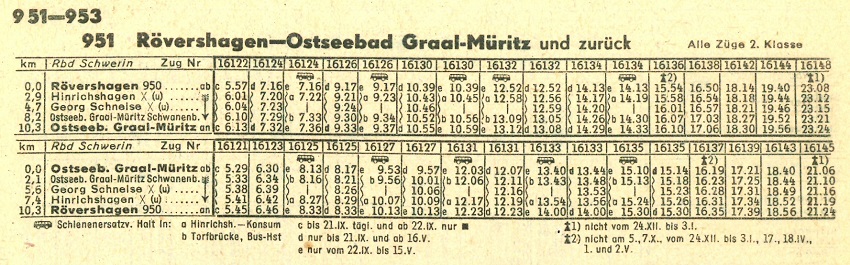 951—953
951 Rövershagen—Ostseebad Graal-Müritz und zurück Alle Züge 2. Klasse
km Rbd Schwerin Zug Nr 16122 16124 16124 16126 16126 16130 16130 16132 16132 16134 16134 16136 16138 16142 16144 16148
‡2) ‡1)
0,0 Rövershagen 950 ......ab c 5.57 d 7.16 e 7.16 d 9.17 e 9.17 d 10.39 e 10.39 e 12.52 d 12.52 d 14.13 e 14.13 15.54 16.50 18.14 19.40 23.08
2,9 Hinrichshagen X (u) ...... 6.01 7.20 a 7.22 9.21 a 9.23 10.43 a 10.45 a 12.58 12.56 14.17 a 14.19 15.58 16.54 18.18 19.44 23.12
4,7 Georg Schneise X (u) ...... 6.04 7.23 9.24 10.46 12.59 14.20 16.01 16.57 18.21 19.46 23.15
8,2 Ostseeb. Graal-Müritz Schwanenb. 6.10 7.29 b 7.33 9.30 b 9.34 10.52 b 10.56 b 13.09 13.05 14.26 b 14.30 16.07 17.03 18.27 19.52 23.21
10,3 Ostseeb. Graal-Müritz an c 6.13 d 7.32 e 7.36 d 9.33 e 9.37 d 10.55 e 10.59 e 13.12 d 13.08 d 14.29 e 14.33 16.10 17.06 18.30 19.56 23.24
km Rbd Schwerin Zug Nr 16121 16123 16125 16125 16127 16127 16131 16131 16133 16133 16135 16135 16137 16139 16143 16145
‡2) ‡1)
0,0 Ostseeb. Graal-Müritz ab c 5.29 6.30 e 8.13 d 8.17 e 9.53 d 9.57 e 12.03 d 12.07 e 13.40 d 13.44 e 15.10 d 15.14 16.19 17.21 18.40 21.06
2,1 Ostseeb. Graal-Müritz Schwanenb. 5.33 6.34 b 8.16 8.21 b 9.56 10.01 b 12.06 12.11 b 13.43 13.48 b 15.13 15.18 16.23 17.25 18.44 21.10
5,6 Georg Schneise X (u) ...... 5.38 6.39 8.26 10.06 12.16 13.53 15.23 16.28 17.31 18.49 21.16
7,4 Hinrichshagen X (u) ...... 5.41 6.42 a 8.27 8.29 a 10.07 10.09 a 12.17 12.19 a 13.54 13.56 a 15.24 15.26 16.31 17.34 18.52 21.19
10,3 Rövershagen 950 ......an c 5.45 6.46 e 8.33 d 8.33 e 10.13 d 10.13 e 12.23 d 12.23 e 14.00 d 14.00 e 15.30 d 15.30 16.35 17.39 18.56 21.24
Schienenersatzv. Halt in: a Hinrichsh.—Konsum
b Torfbrücke, Bus-Hst
c bis 21.IX. tägl. und ab 22.IX. nur ■
d nur bis 21.IX. und ab 16.V.
e nur vom 22.IX. bis 15.V.
‡1) nicht vom 24.XII. bis 3.I.
‡2) nicht am 5.,7.X., vom 24.XII. bis 3.I., 17., 18.IV.,
1. und 2.V.